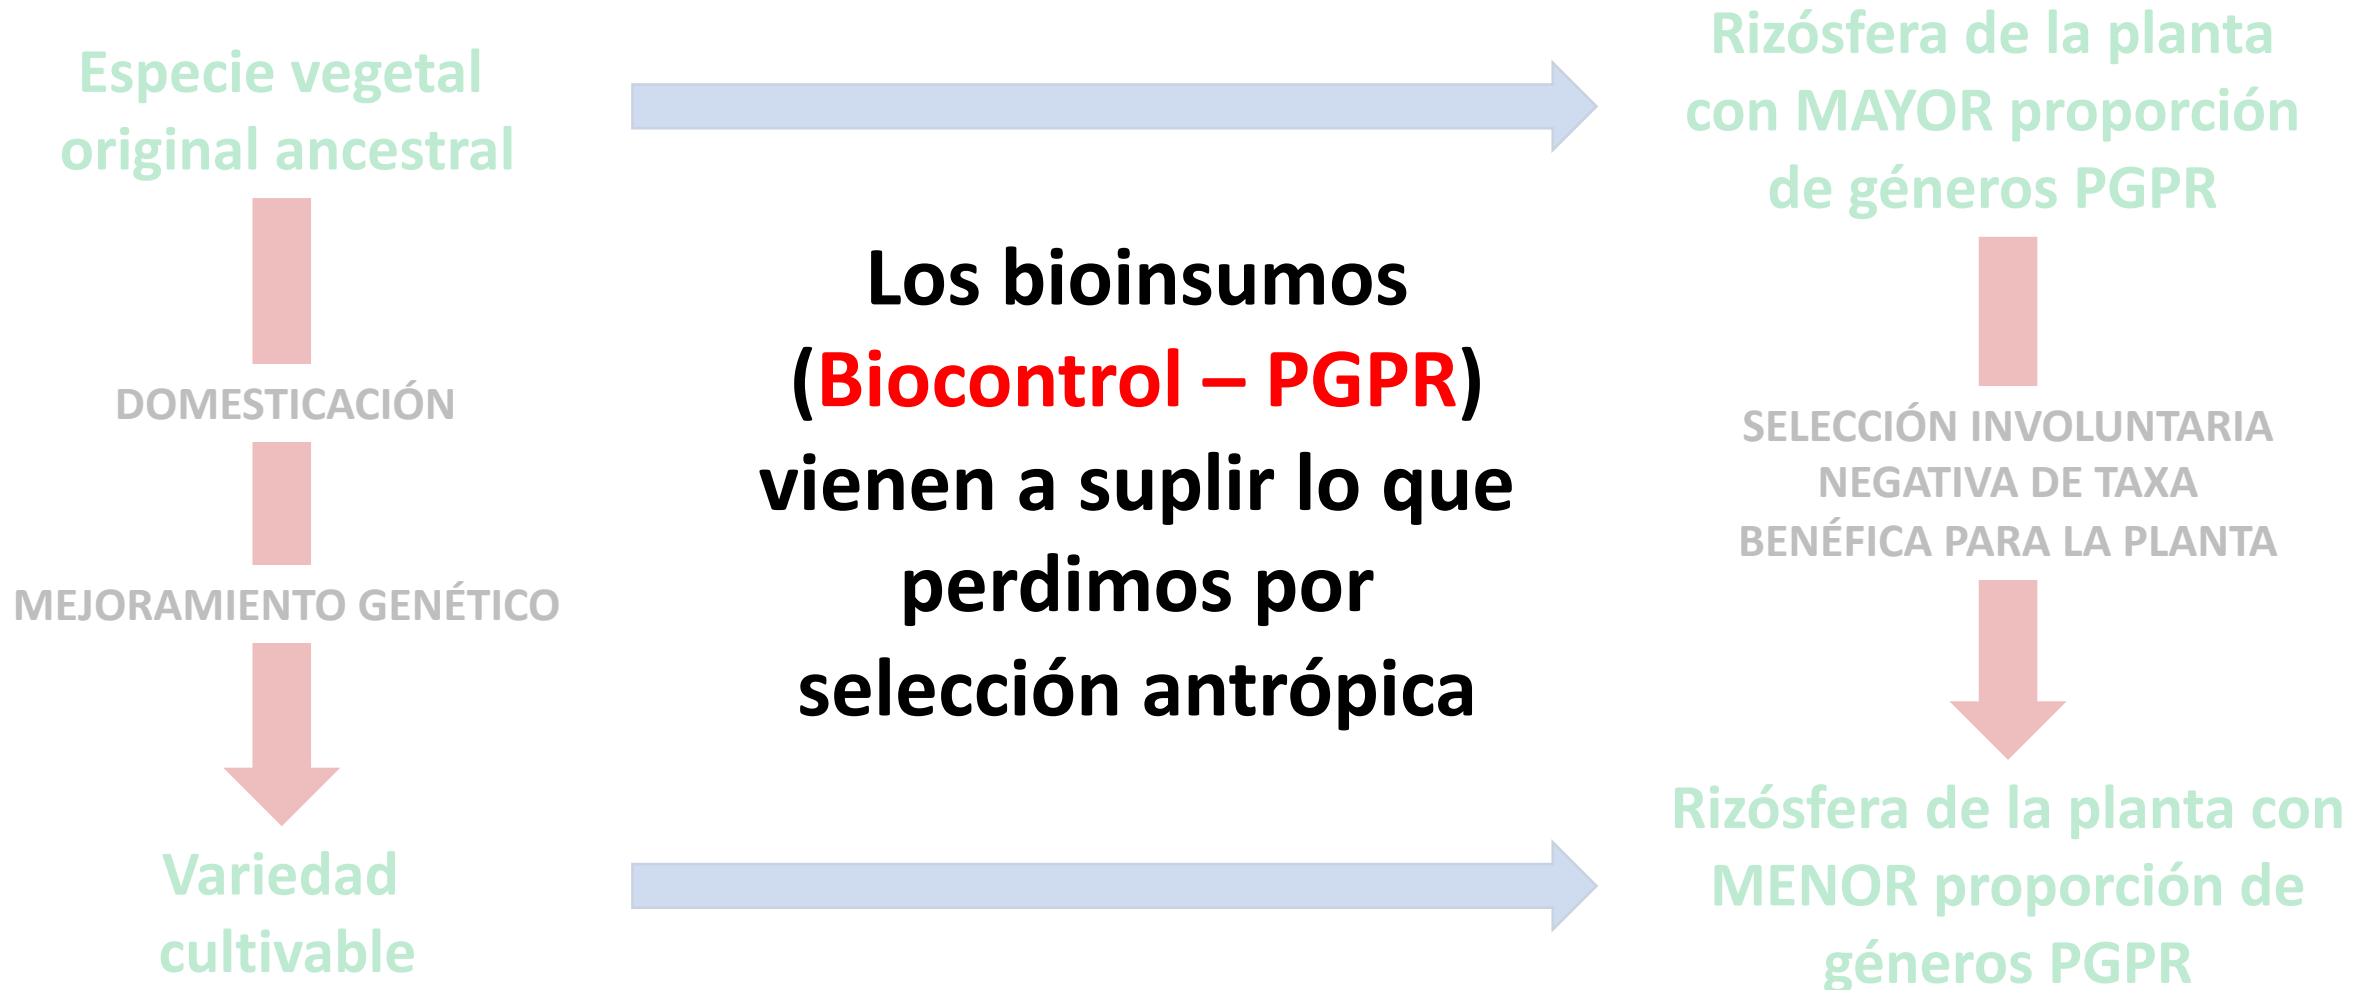 Especie vegetal
original ancestral
DOMESTICACIÓN
MEJORAMIENTO GENÉTICO
Variedad
cultivable
Los bioinsumos
(Biocontrol – PGPR)
vienen a suplir lo que
perdimos por
selección antrópica
Rizósfera de la planta
con MAYOR proporción
de géneros PGPR
SELECCIÓN INVOLUNTARIA
NEGATIVA DE TAXA
BENÉFICA PARA LA PLANTA
Rizósfera de la planta con
MENOR proporción de
géneros PGPR